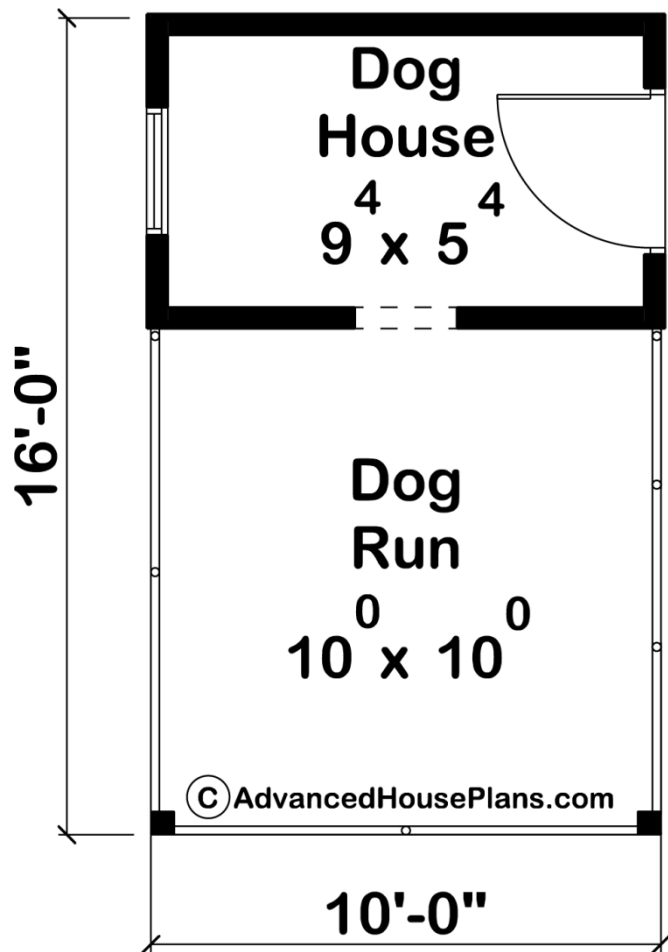 Dog
House
9⁴ x 5⁴
16'-0"
Dog
Run
10⁰ x 10⁰
© AdvancedHousePlans.com
10'-0"